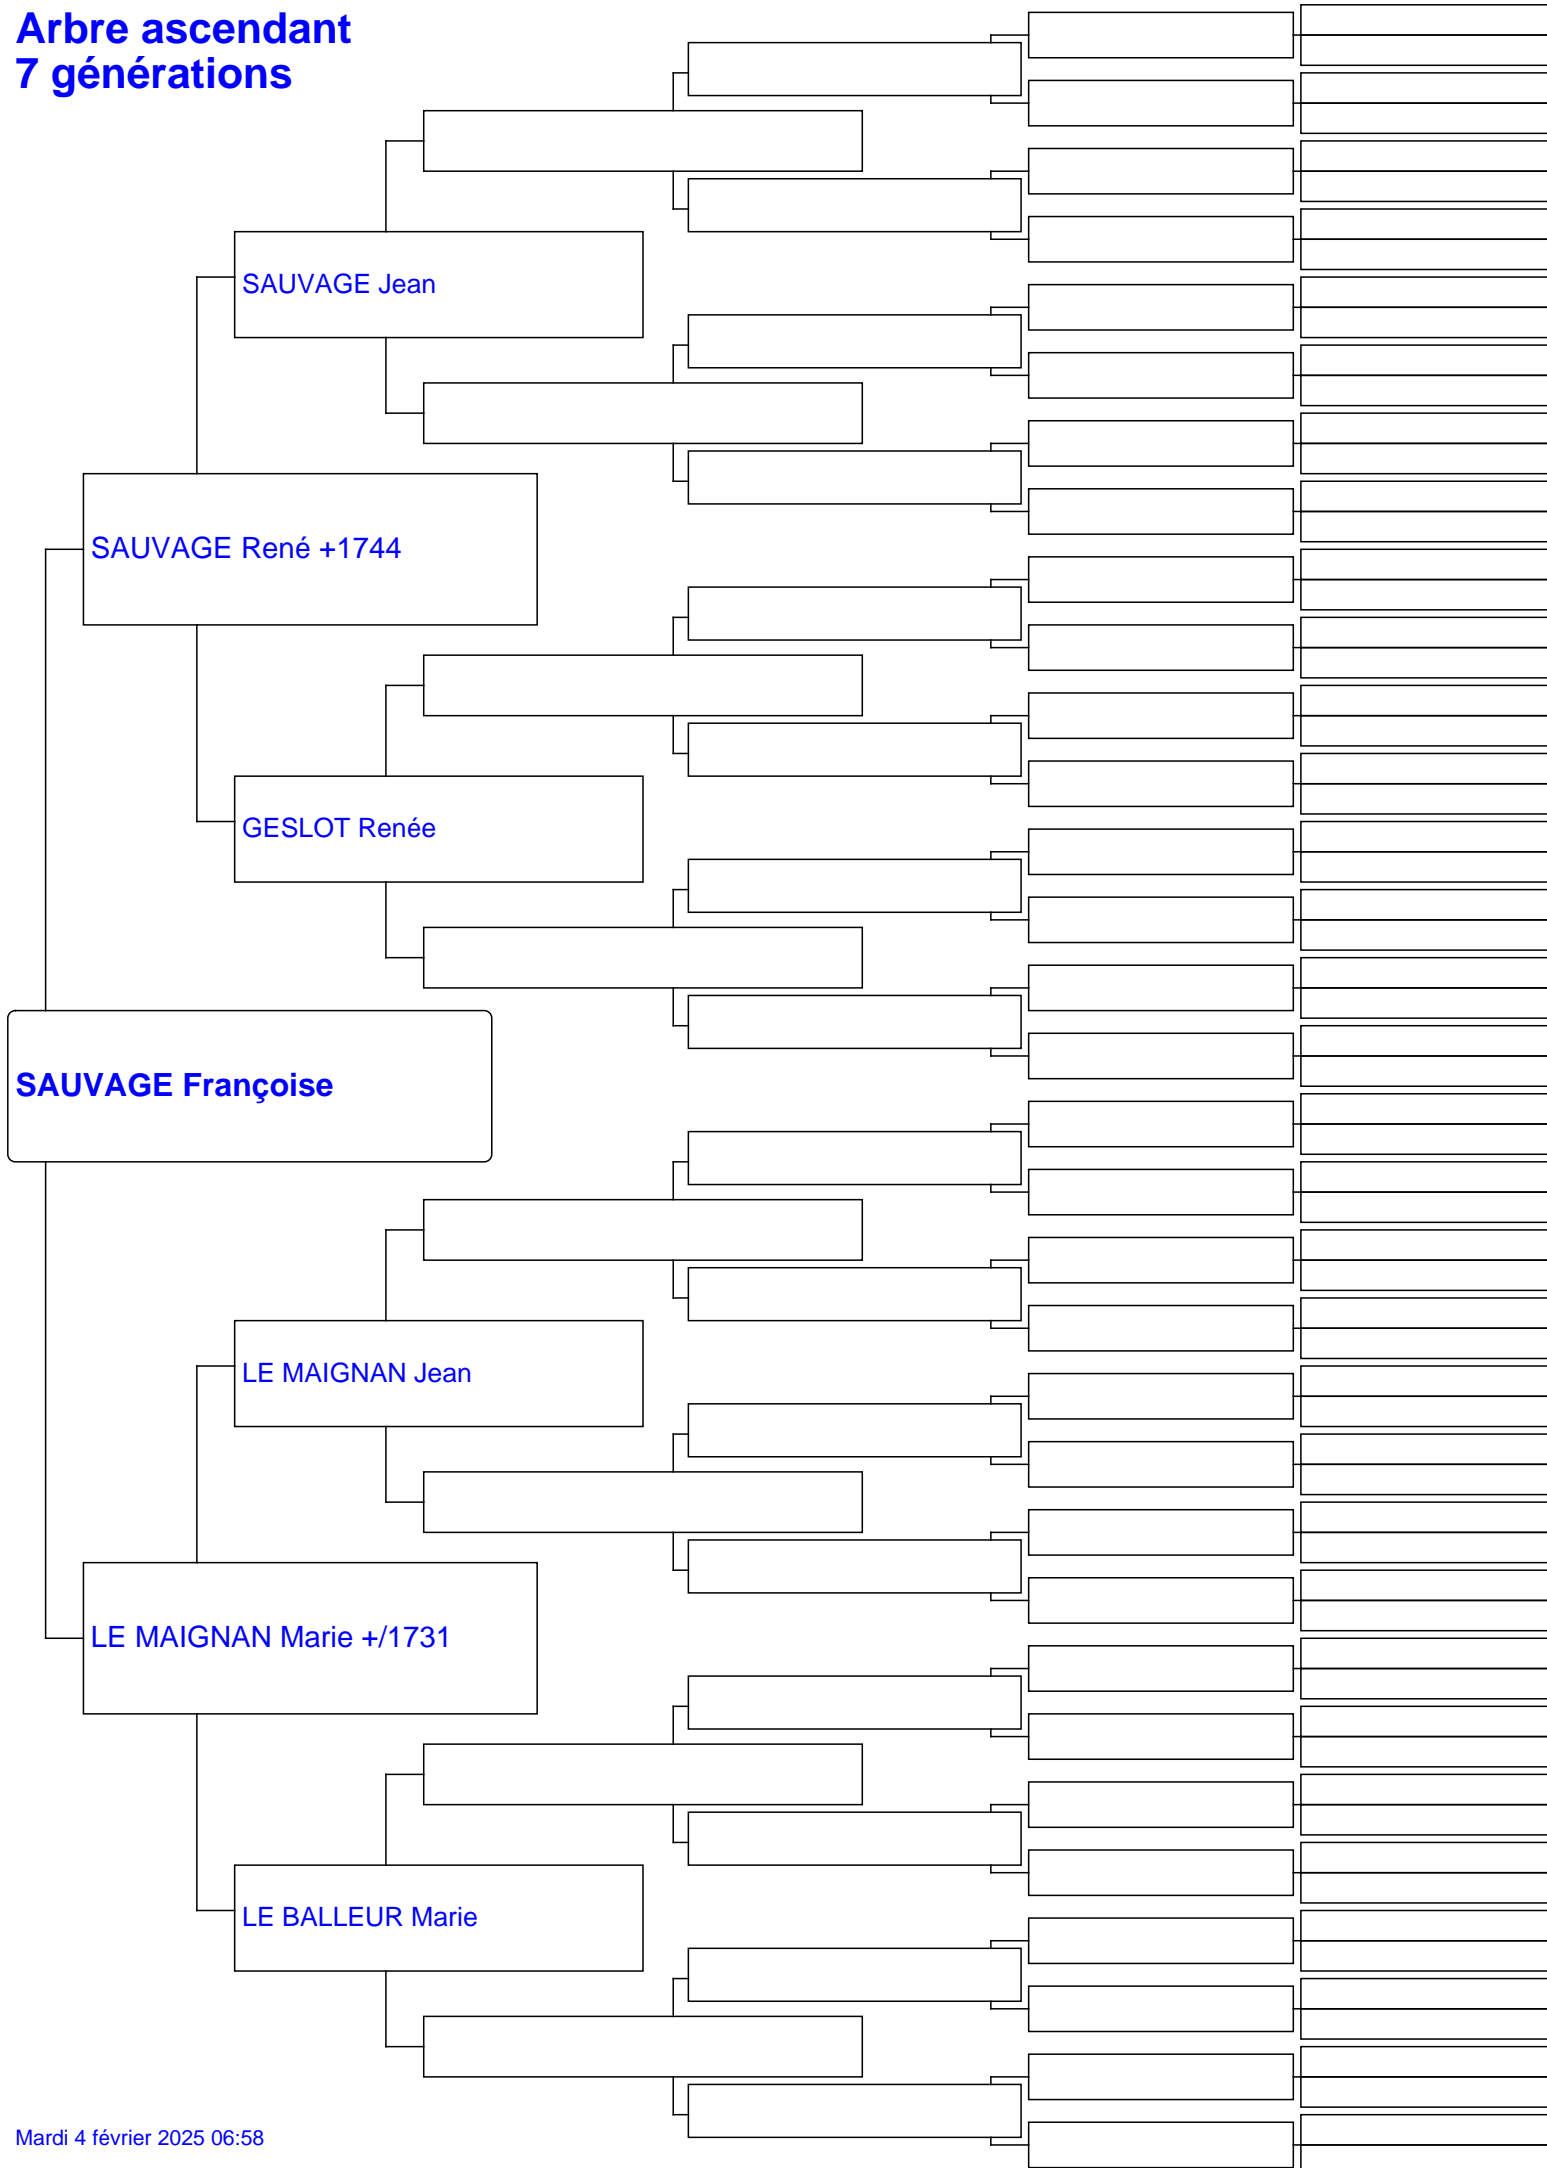 Arbre ascendant
7 générations
SAUVAGE Jean
SAUVAGE René +1744
GESLOT Renée
SAUVAGE Françoise
LE MAIGNAN Jean
LE MAIGNAN Marie +/1731
LE BALLEUR Marie
Mardi 4 février 2025 06:58